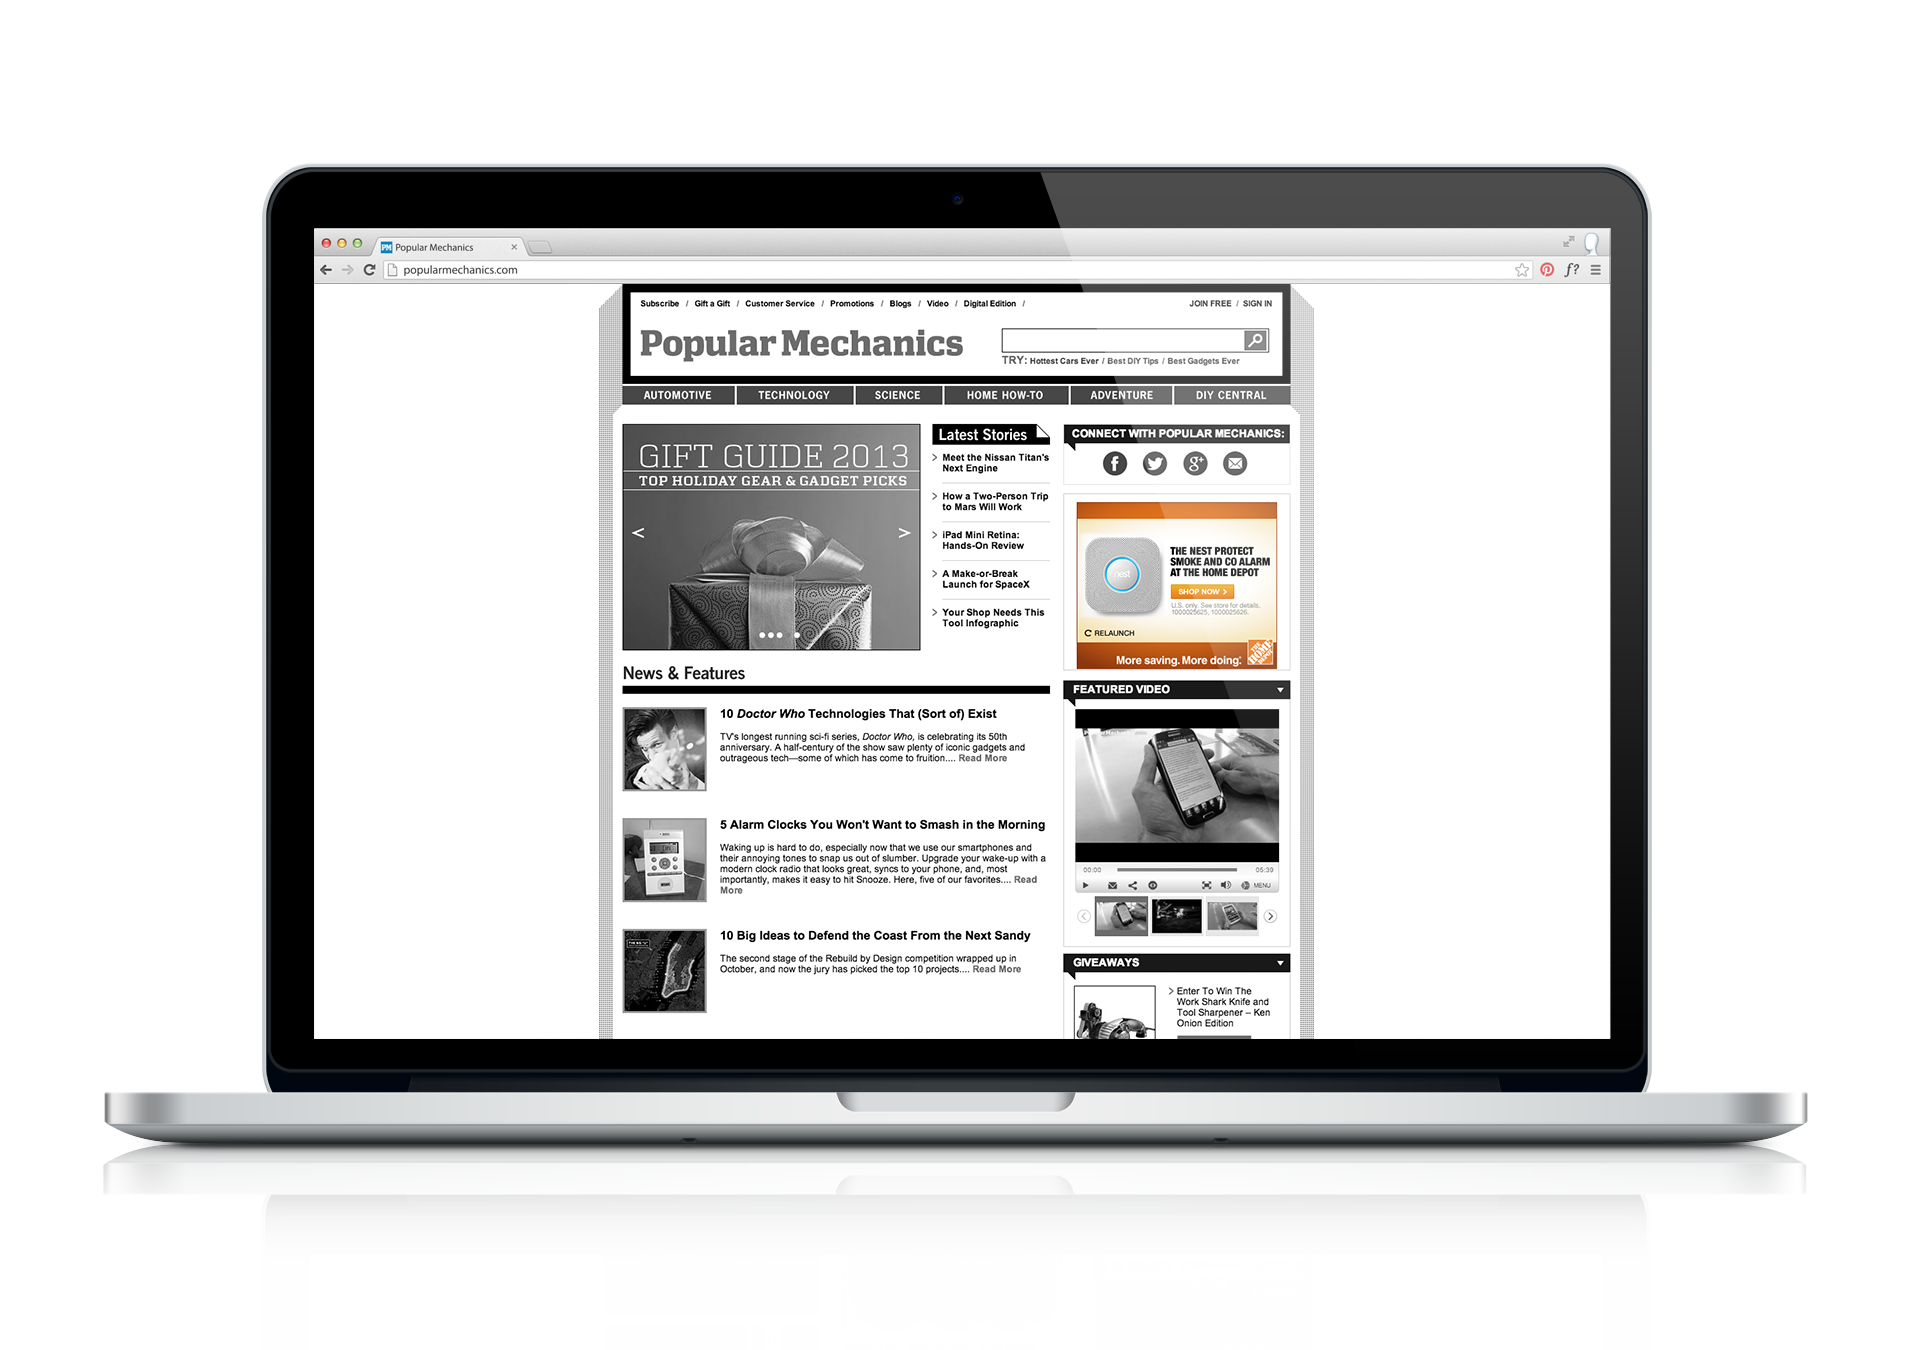 PM Popular Mechanics
popularmechanics.com
f?
Subscribe / Gift a Gift / Customer Service / Promotions / Blogs / Video / Digital Edition /
JOIN FREE / SIGN IN
Popular Mechanics
TRY: Hottest Cars Ever / Best DIY Tips / Best Gadgets Ever
AUTOMOTIVE TECHNOLOGY SCIENCE HOME HOW-TO ADVENTURE DIY CENTRAL
GIFT GUIDE 2013
TOP HOLIDAY GEAR & GADGET PICKS
Latest Stories
Meet the Nissan Titan's
Next Engine
How a Two-Person Trip
to Mars Will Work
iPad Mini Retina:
Hands-On Review
A Make-or-Break
Launch for SpaceX
Your Shop Needs This
Tool Infographic
CONNECT WITH POPULAR MECHANICS:
nest
THE NEST PROTECT
SMOKE AND CO ALARM
AT THE HOME DEPOT
SHOP NOW >
U.S. only. See store for details.
1000025625, 1000025626.
RELAUNCH
More saving. More doing.
THE HOME DEPOT
News & Features
10 Doctor Who Technologies That (Sort of) Exist
TV's longest running sci-fi series, Doctor Who, is celebrating its 50th
anniversary. A half-century of the show saw plenty of iconic gadgets and
outrageous tech—some of which has come to fruition.... Read More
5 Alarm Clocks You Won't Want to Smash in the Morning
Waking up is hard to do, especially now that we use our smartphones and
their annoying tones to snap us out of slumber. Upgrade your wake-up with a
modern clock radio that looks great, syncs to your phone, and, most
importantly, makes it easy to hit Snooze. Here, five of our favorites.... Read
More
10 Big Ideas to Defend the Coast From the Next Sandy
The second stage of the Rebuild by Design competition wrapped up in
October, and now the jury has picked the top 10 projects.... Read More
FEATURED VIDEO
00:00 05:39
MENU
GIVEAWAYS
Enter To Win The
Work Shark Knife and
Tool Sharpener – Ken
Onion Edition